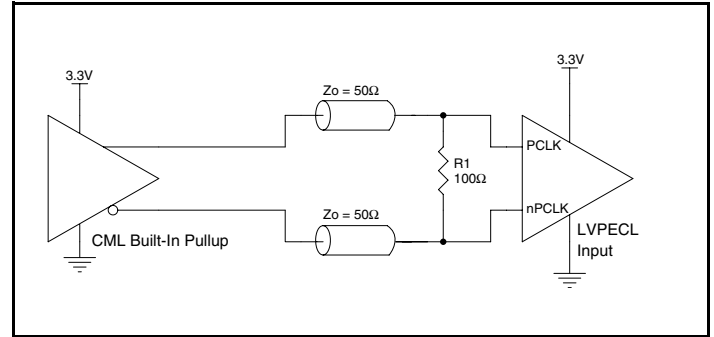 3.3V
3.3V
Zo = 50Ω
PCLK
R1
100Ω
nPCLK
Zo = 50Ω
CML Built-In Pullup
LVPECL
Input